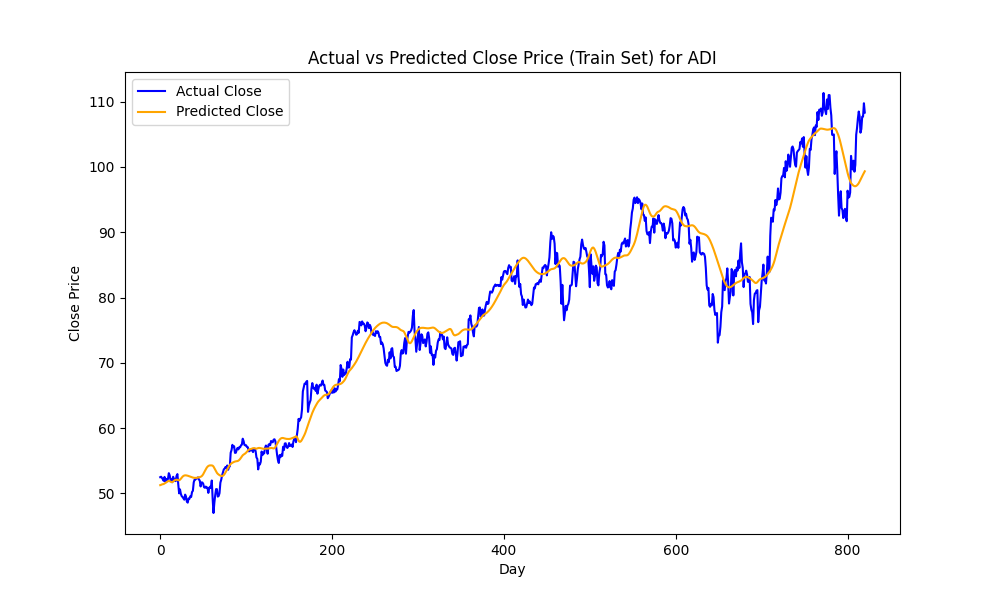 Actual vs Predicted Close Price (Train Set) for ADI
Actual Close
Predicted Close
Close Price
110
100
90
80
70
60
50
0 200 400 600 800
Day